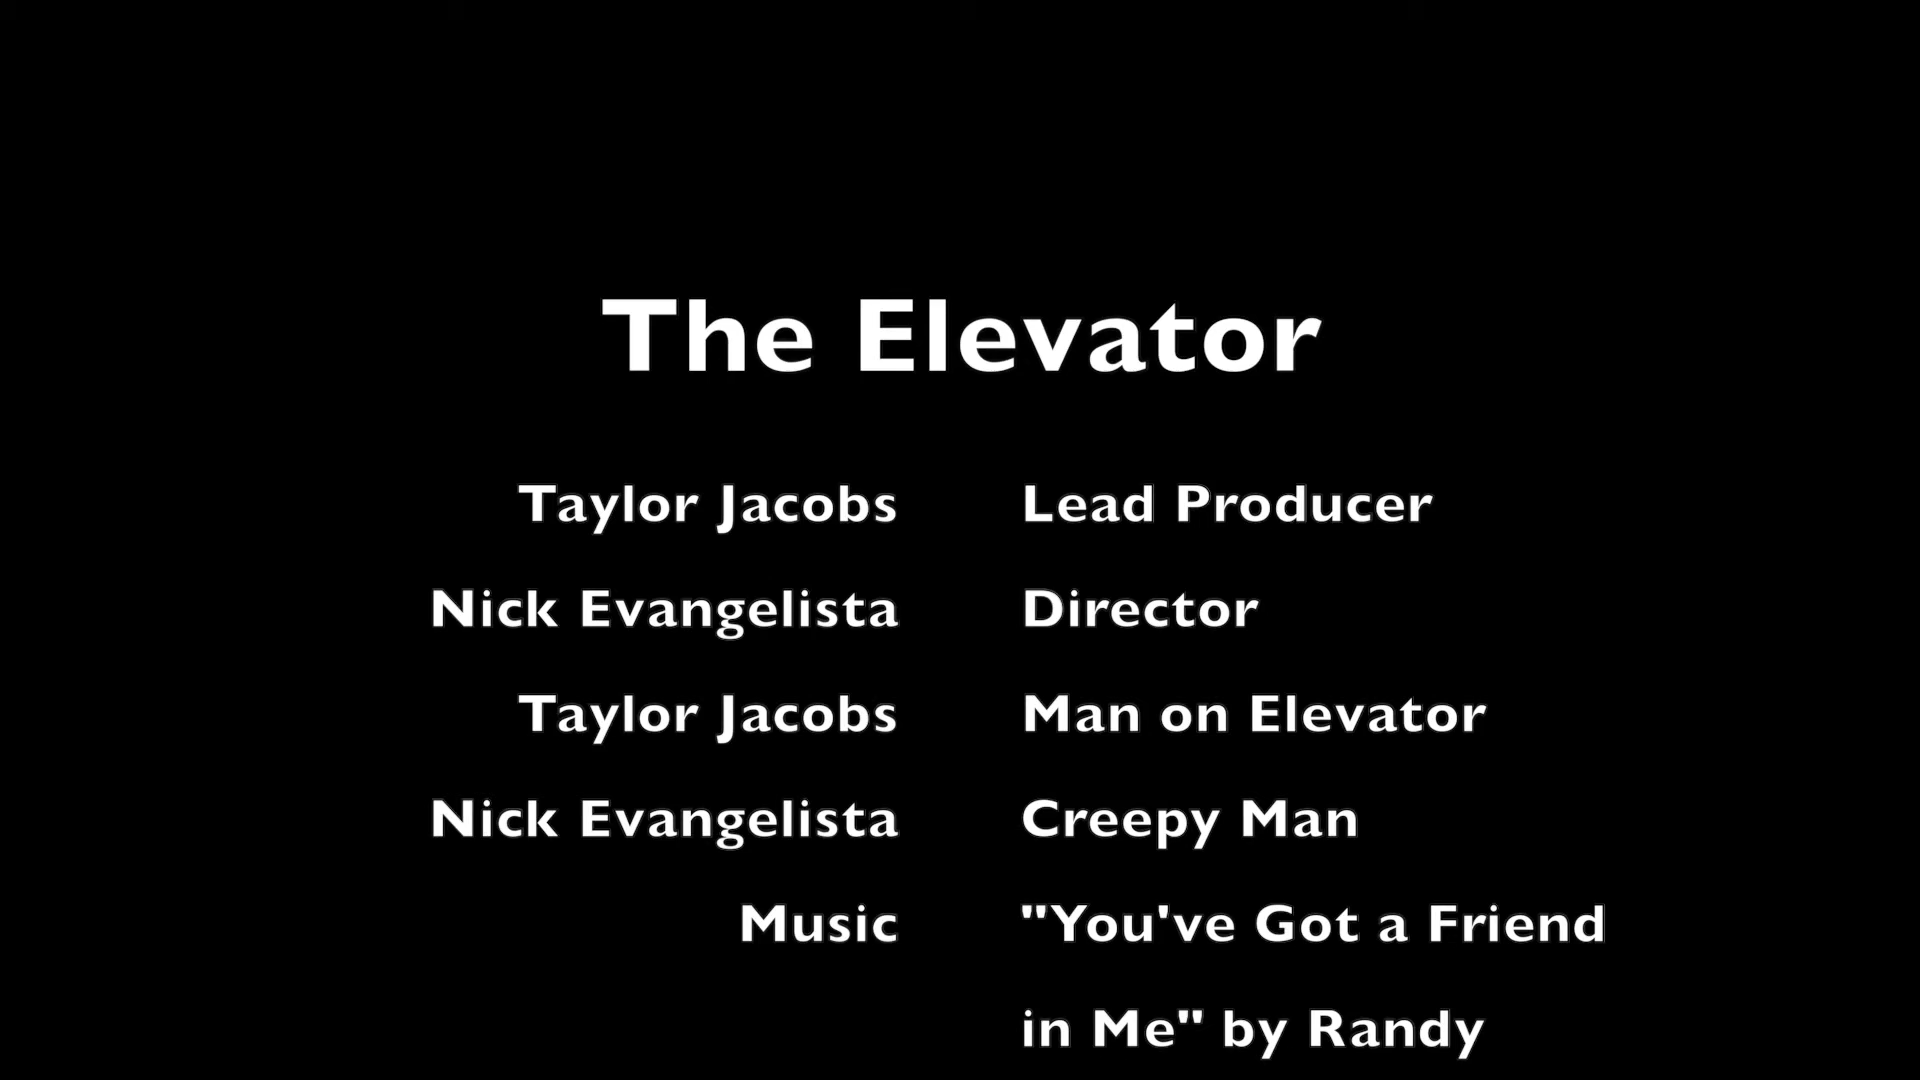 The Elevator
Taylor Jacobs Lead Producer
Nick Evangelista Director
Taylor Jacobs Man on Elevator
Nick Evangelista Creepy Man
Music "You've Got a Friend
in Me" by Randy